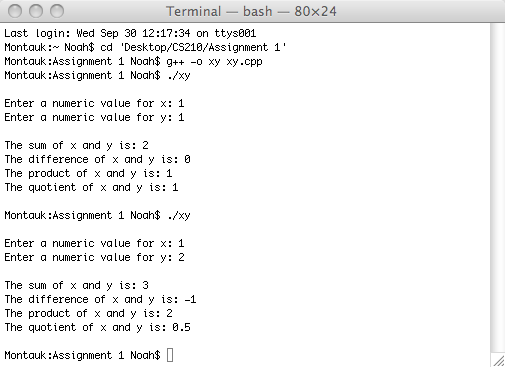 Terminal — bash — 80×24
Last login: Wed Sep 30 12:17:34 on ttys001
Montauk:~ Noah$ cd 'Desktop/CS210/Assignment 1'
Montauk:Assignment 1 Noah$ g++ -o xy xy.cpp
Montauk:Assignment 1 Noah$ ./xy
Enter a numeric value for x: 1
Enter a numeric value for y: 1
The sum of x and y is: 2
The difference of x and y is: 0
The product of x and y is: 1
The quotient of x and y is: 1
Montauk:Assignment 1 Noah$ ./xy
Enter a numeric value for x: 1
Enter a numeric value for y: 2
The sum of x and y is: 3
The difference of x and y is: -1
The product of x and y is: 2
The quotient of x and y is: 0.5
Montauk:Assignment 1 Noah$